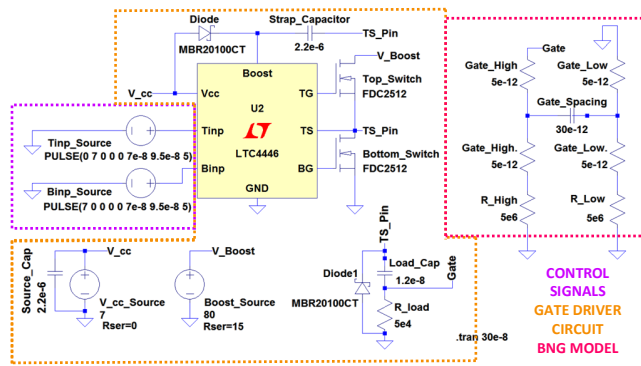 Diode
MBR20100CT
Strap_Capacitor
2.2e-6
TS_Pin
V_Boost
V_cc
Boost
Vcc
U2
TG
Top_Switch
FDC2512
Tinp
TS
TS_Pin
LTC4446
Binp
BG
Bottom_Switch
FDC2512
GND
Tinp_Source
PULSE(0 7 0 0 0 7e-8 9.5e-8 5)
Binp_Source
PULSE(7 0 0 0 0 7e-8 9.5e-8 5)
Gate
Gate_High
5e-12
Gate_Low
5e-12
Gate_Spacing
30e-12
Gate_High.
5e-12
Gate_Low.
5e-12
R_High
5e6
R_Low
5e6
Source_Cap
2.2e-6
V_cc
V_cc_Source
7
Rser=0
V_Boost
Boost_Source
80
Rser=15
TS_Pin
Diode1
MBR20100CT
Load_Cap
1.2e-8
Gate
R_load
5e4
.tran 30e-8
CONTROL
SIGNALS
GATE DRIVER
CIRCUIT
BNG MODEL